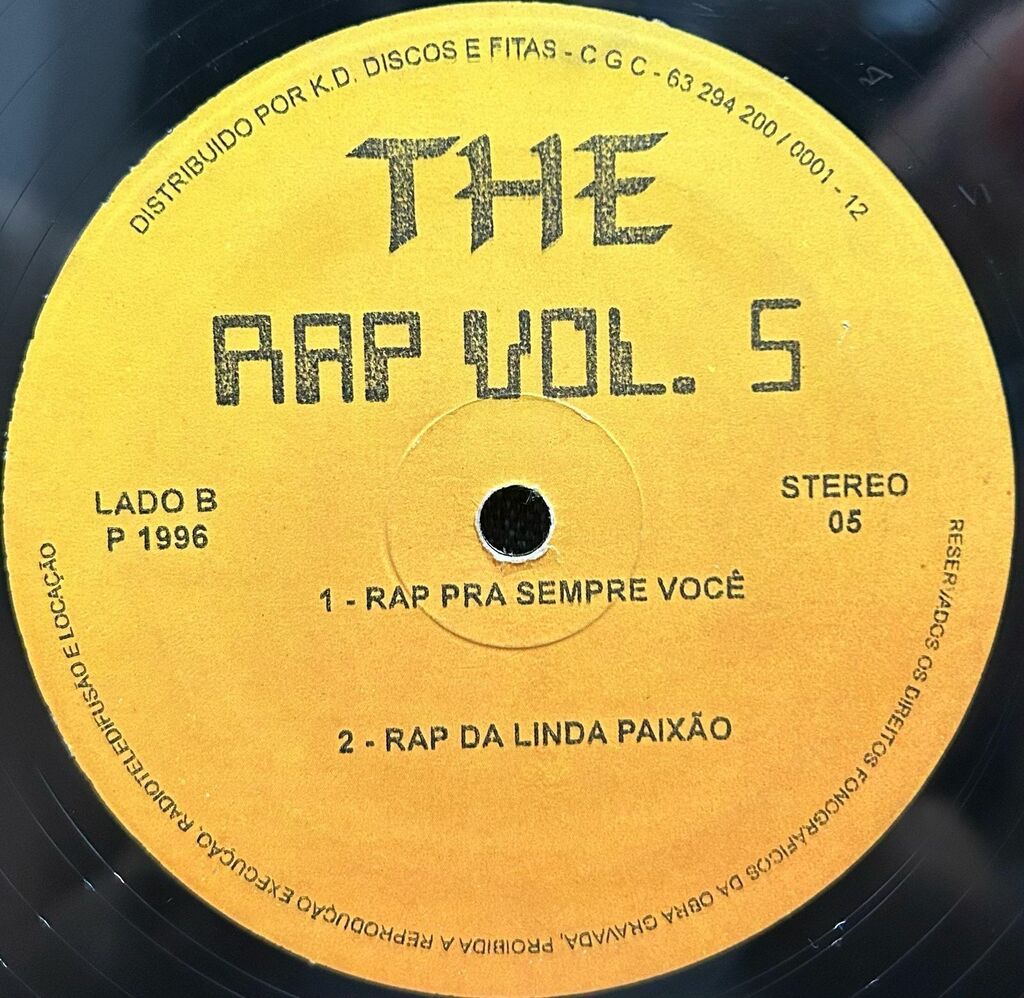 DISTRIBUIDO POR K.D. DISCOS E FITAS - C G C - 63 294 200 / 0001 - 12
THE
RAP VOL. 5
LADO B
P 1996
STEREO
05
1 - RAP PRA SEMPRE VOCÊ
2 - RAP DA LINDA PAIXÃO
RESERVADOS OS DIREITOS FONOGRÁFICOS DA OBRA GRAVADA, PROIBIDA A REPRODUÇÃO EXECUÇÃO, RADIOTELEDIFUSÃO E LOCAÇÃO